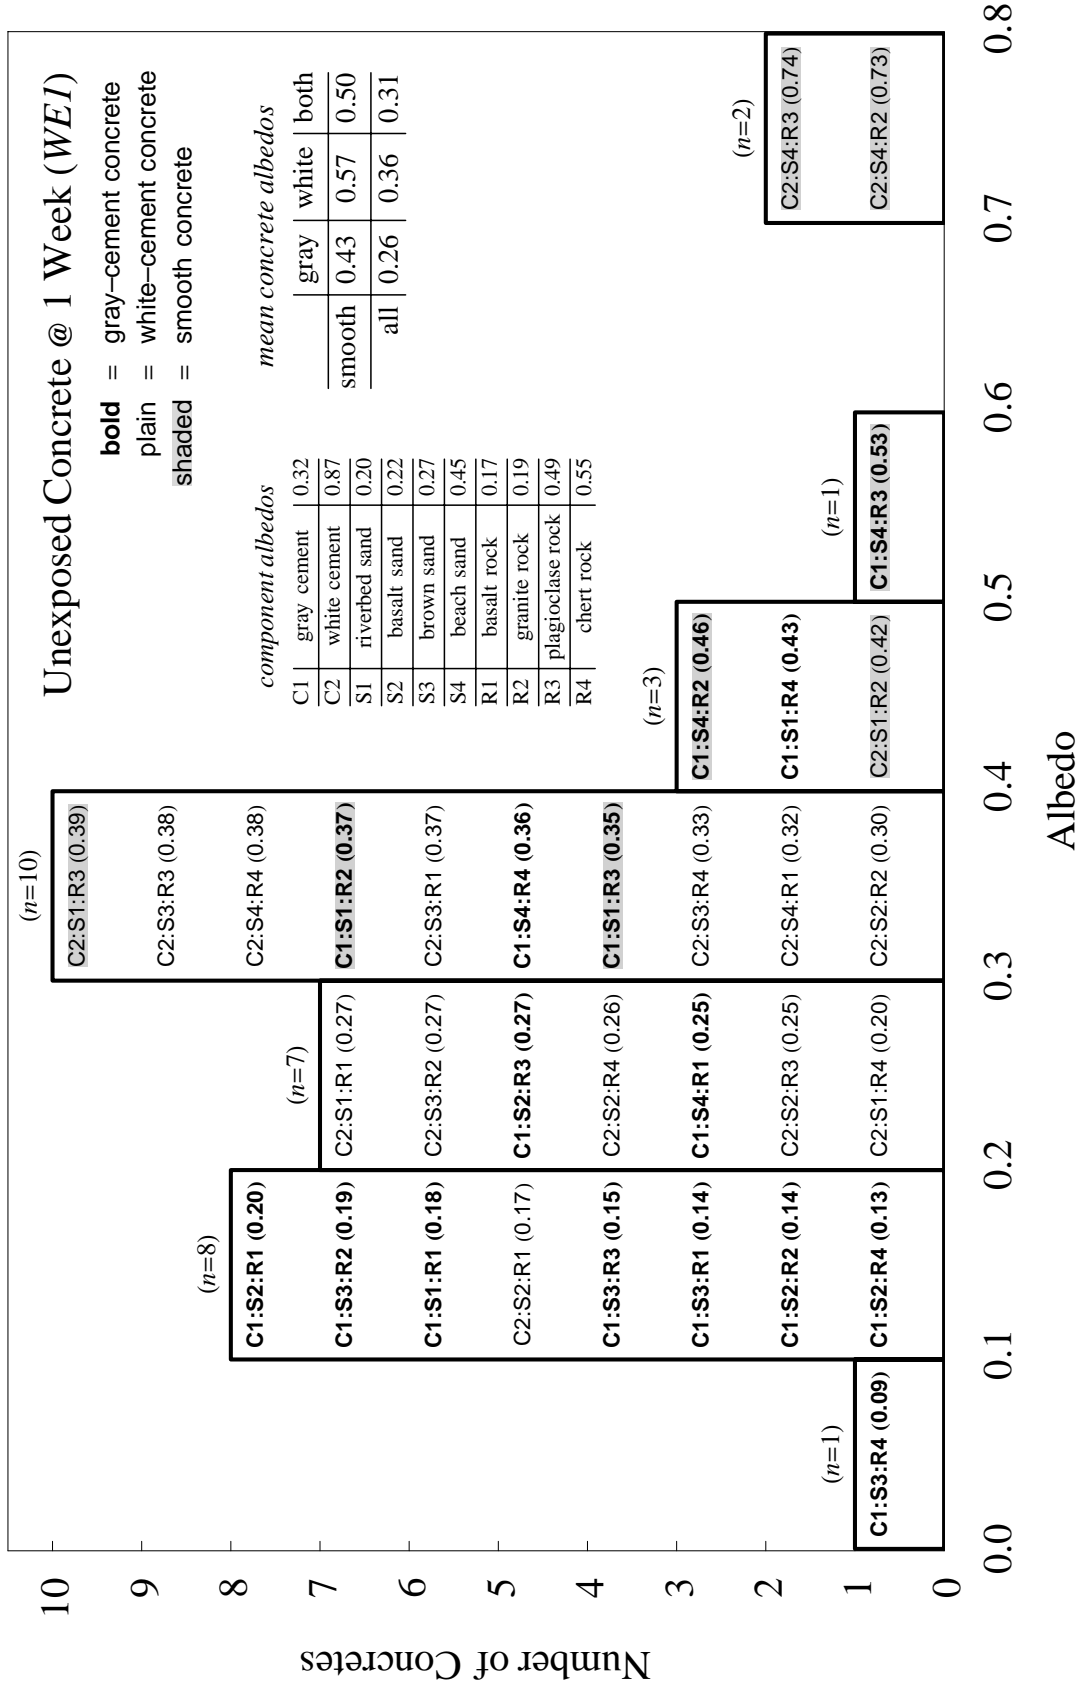 Unexposed Concrete @ 1 Week (WE1)
bold = gray–cement concrete
plain = white–cement concrete
shaded = smooth concrete
component albedos
C1 gray cement 0.32
C2 white cement 0.87
S1 riverbed sand 0.20
S2 basalt sand 0.22
S3 brown sand 0.27
S4 beach sand 0.45
R1 basalt rock 0.17
R2 granite rock 0.19
R3 plagioclase rock 0.49
R4 chert rock 0.55
mean concrete albedos
gray white both
smooth 0.43 0.57 0.50
all 0.26 0.36 0.31
Number of Concretes
10
9
8
7
6
5
4
3
2
1
0
(n=1)
C1:S3:R4 (0.09)
(n=8)
C1:S2:R1 (0.20)
C1:S3:R2 (0.19)
C1:S1:R1 (0.18)
C2:S2:R1 (0.17)
C1:S3:R3 (0.15)
C1:S3:R1 (0.14)
C1:S2:R2 (0.14)
C1:S2:R4 (0.13)
(n=7)
C2:S1:R1 (0.27)
C2:S3:R2 (0.27)
C1:S2:R3 (0.27)
C2:S2:R4 (0.26)
C1:S4:R1 (0.25)
C2:S2:R3 (0.25)
C2:S1:R4 (0.20)
(n=10)
C2:S1:R3 (0.39)
C2:S3:R3 (0.38)
C2:S4:R4 (0.38)
C1:S1:R2 (0.37)
C2:S3:R1 (0.37)
C1:S4:R4 (0.36)
C1:S1:R3 (0.35)
C2:S3:R4 (0.33)
C2:S4:R1 (0.32)
C2:S2:R2 (0.30)
(n=3)
C1:S4:R2 (0.46)
C1:S1:R4 (0.43)
C2:S1:R2 (0.42)
(n=1)
C1:S4:R3 (0.53)
(n=2)
C2:S4:R3 (0.74)
C2:S4:R2 (0.73)
0.0 0.1 0.2 0.3 0.4 0.5 0.6 0.7 0.8
Albedo